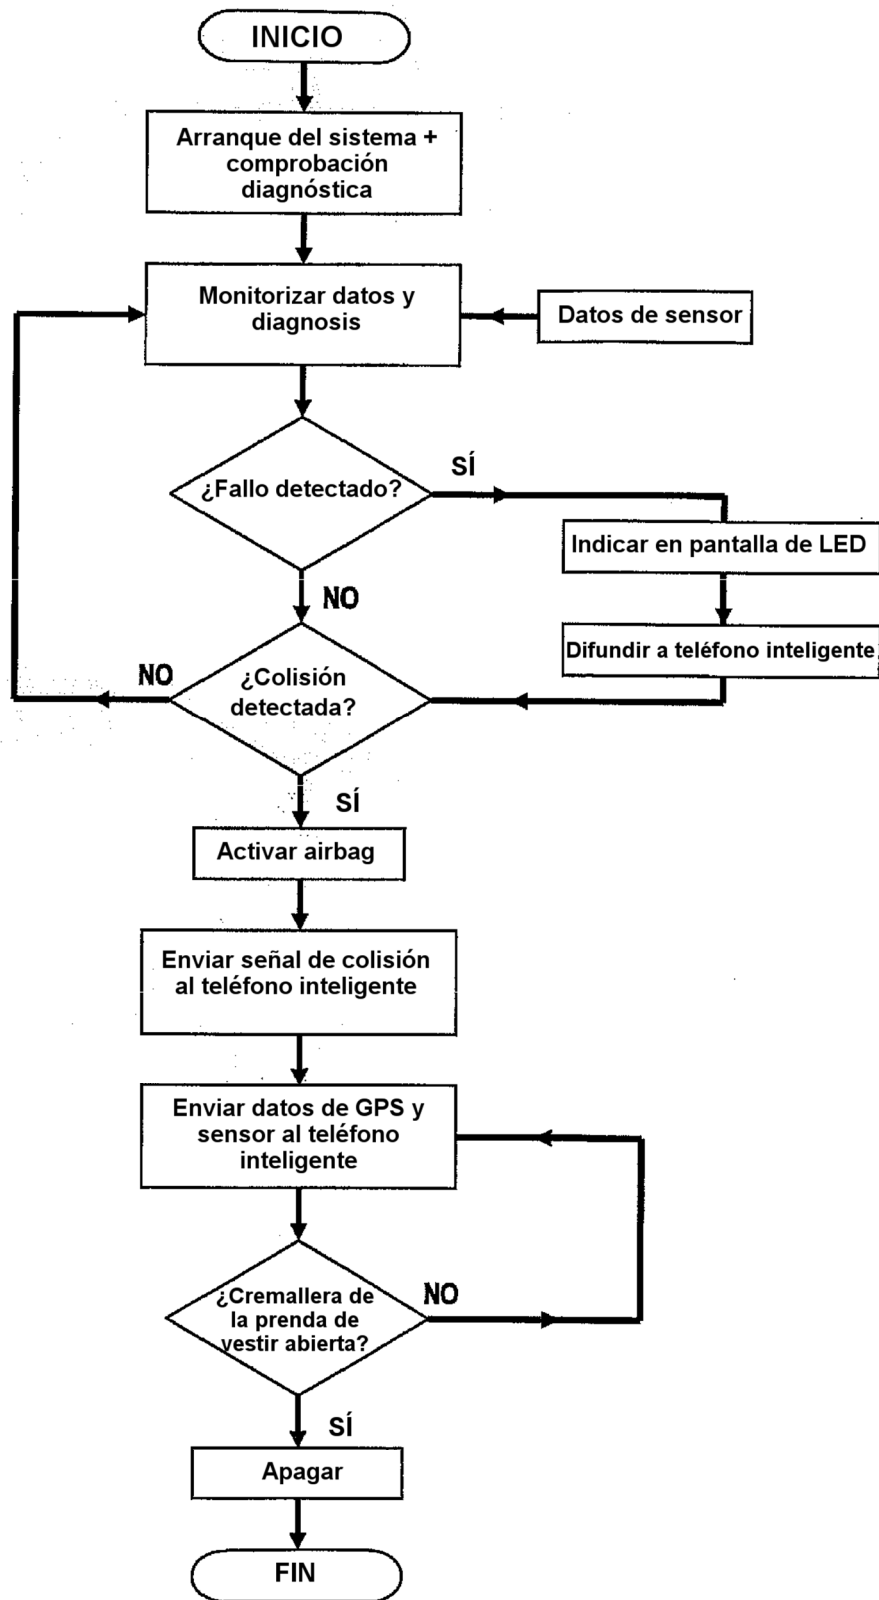 INICIO
Arranque del sistema +
comprobación
diagnóstica
Monitorizar datos y
diagnosis
Datos de sensor
¿Fallo detectado?
SÍ
Indicar en pantalla de LED
NO
Difundir a teléfono inteligente
¿Colisión
detectada?
NO
SÍ
Activar airbag
Enviar señal de colisión
al teléfono inteligente
Enviar datos de GPS y
sensor al teléfono
inteligente
¿Cremallera de
la prenda de
vestir abierta?
NO
SÍ
Apagar
FIN